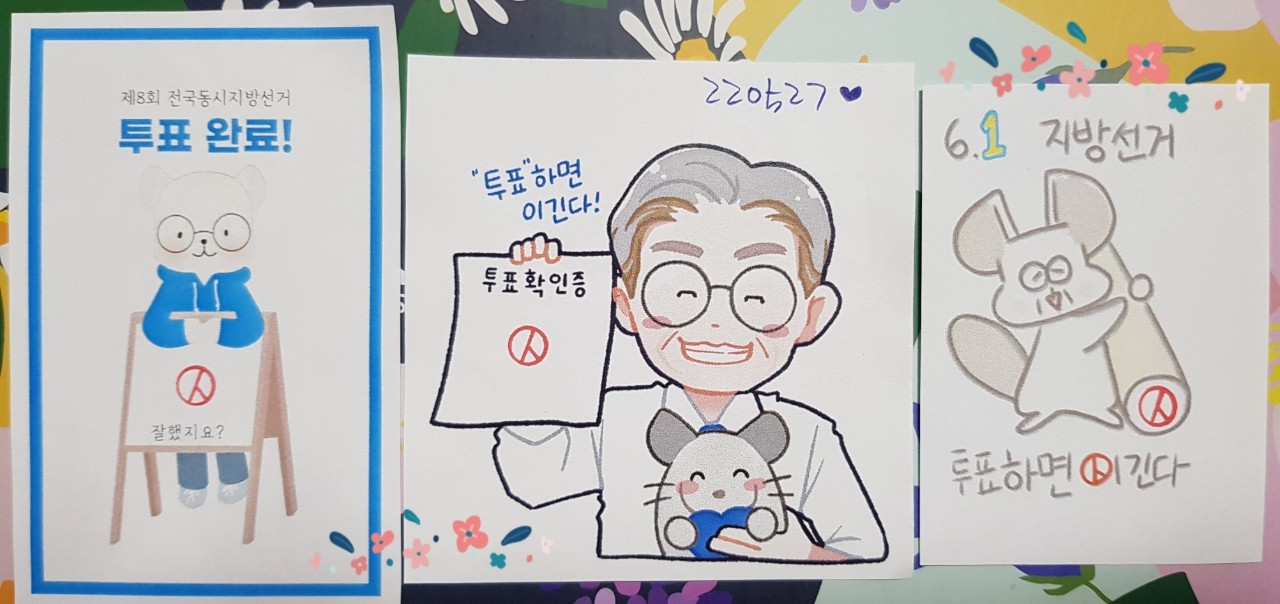 제8회 전국동시지방선거
투표 완료!
잘했지요?
"투표"하면
이긴다!
투표확인증
6.1 지방선거
투표하면
이긴다